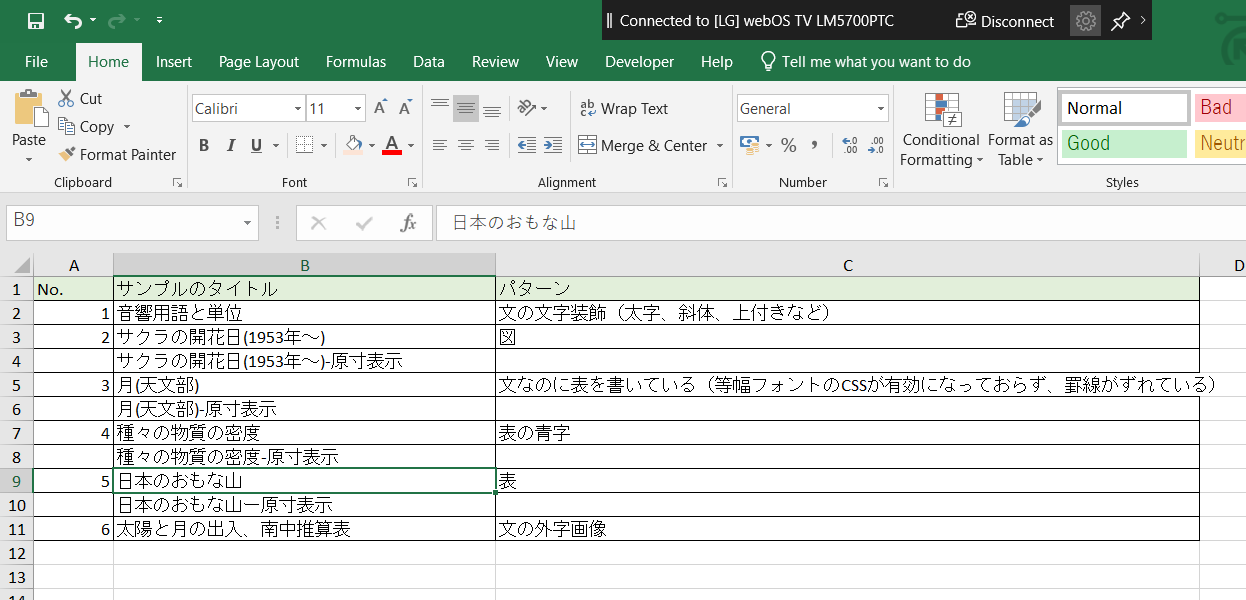 Connected to [LG] webOS TV LM5700PTC Disconnect
File Home Insert Page Layout Formulas Data Review View Developer Help Tell me what you want to do
Cut
Copy
Format Painter
Paste
Clipboard
Calibri 11
B I U A
Font
Wrap Text
Merge & Center
Alignment
General
% ,
Number
Conditional
Formatting
Format as
Table
Normal Bad
Good Neutr
Styles
B9 fx 日本のおもな山
A B C D
1 No. サンプルのタイトル パターン
2 1 音響用語と単位 文の文字装飾（太字、斜体、上付きなど）
3 2 サクラの開花日(1953年～) 図
4 サクラの開花日(1953年～)-原寸表示
5 3 月(天文部) 文なのに表を書いている（等幅フォントのCSSが有効になっておらず、罫線がずれている）
6 月(天文部)-原寸表示
7 4 種々の物質の密度 表の青字
8 種々の物質の密度-原寸表示
9 5 日本のおもな山 表
10 日本のおもな山ー原寸表示
11 6 太陽と月の出入、南中推算表 文の外字画像
12
13
14